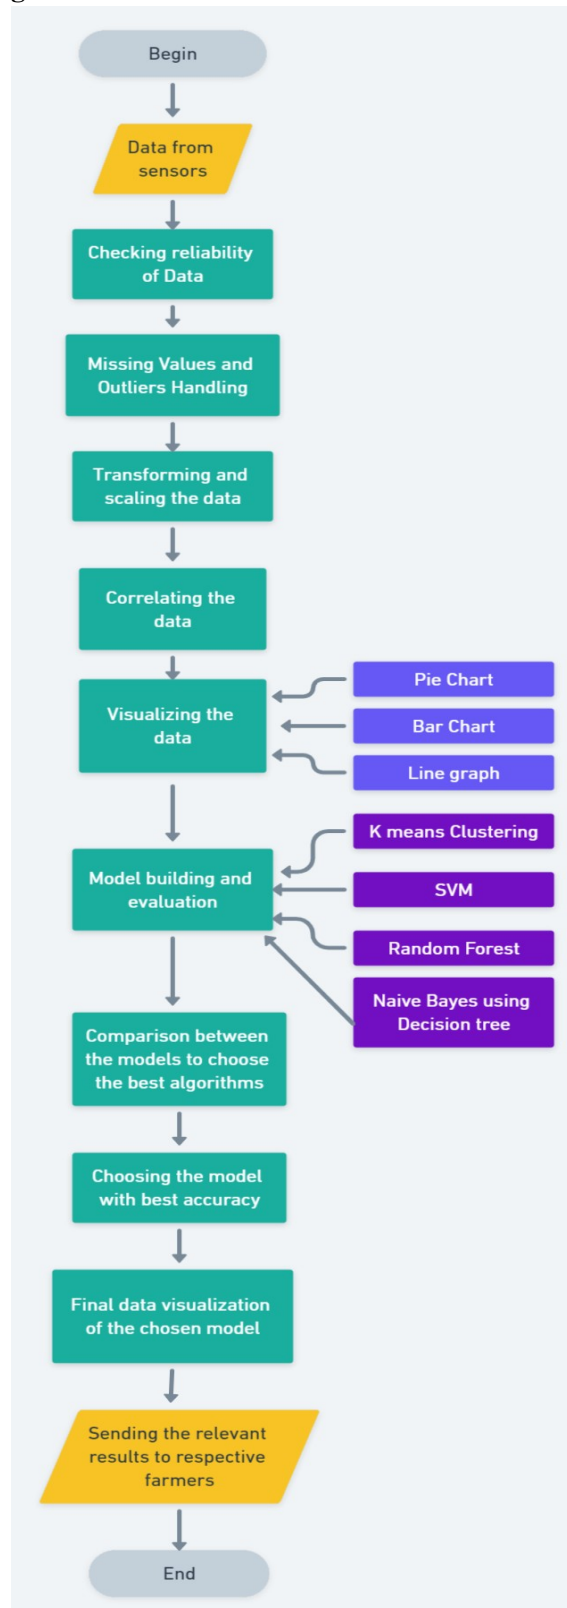 Begin
Data from
sensors
Checking reliability
of Data
Missing Values and
Outliers Handling
Transforming and
scaling the data
Correlating the
data
Visualizing the
data
Pie Chart
Bar Chart
Line graph
Model building and
evaluation
K means Clustering
SVM
Random Forest
Naive Bayes using
Decision tree
Comparison between
the models to choose
the best algorithms
Choosing the model
with best accuracy
Final data visualization
of the chosen model
Sending the relevant
results to respective
farmers
End